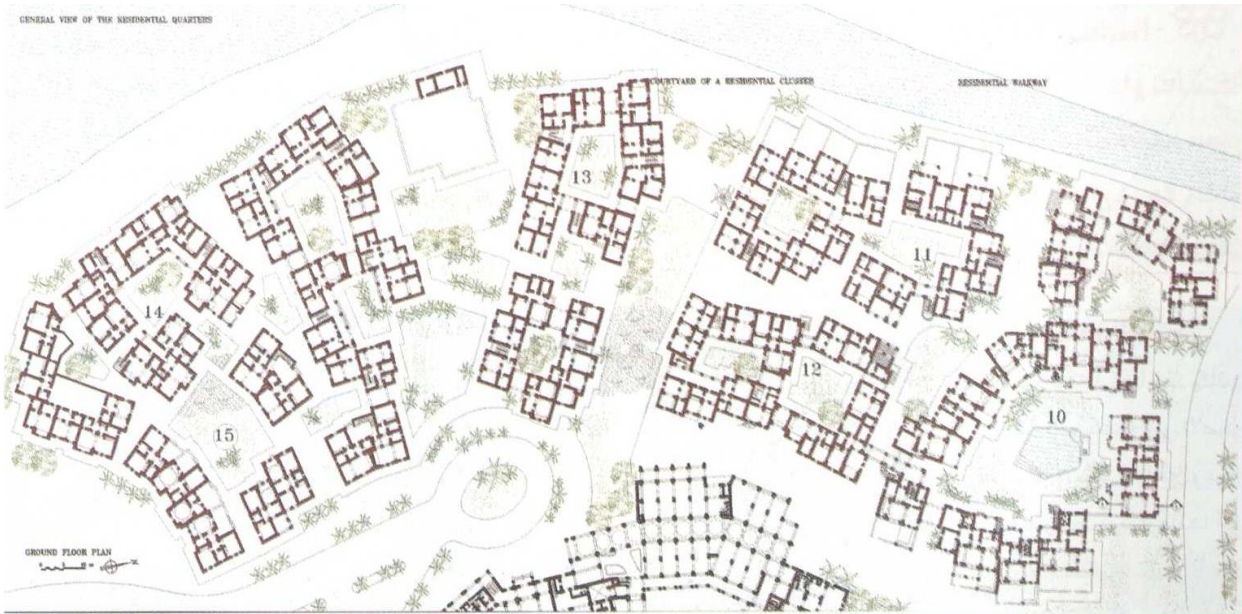 GENERAL VIEW OF THE RESIDENTIAL QUARTERS
COURTYARD OF A RESIDENTIAL CLUSTER
RESIDENTIAL WALKWAY
13
11
14
12
10
15
GROUND FLOOR PLAN